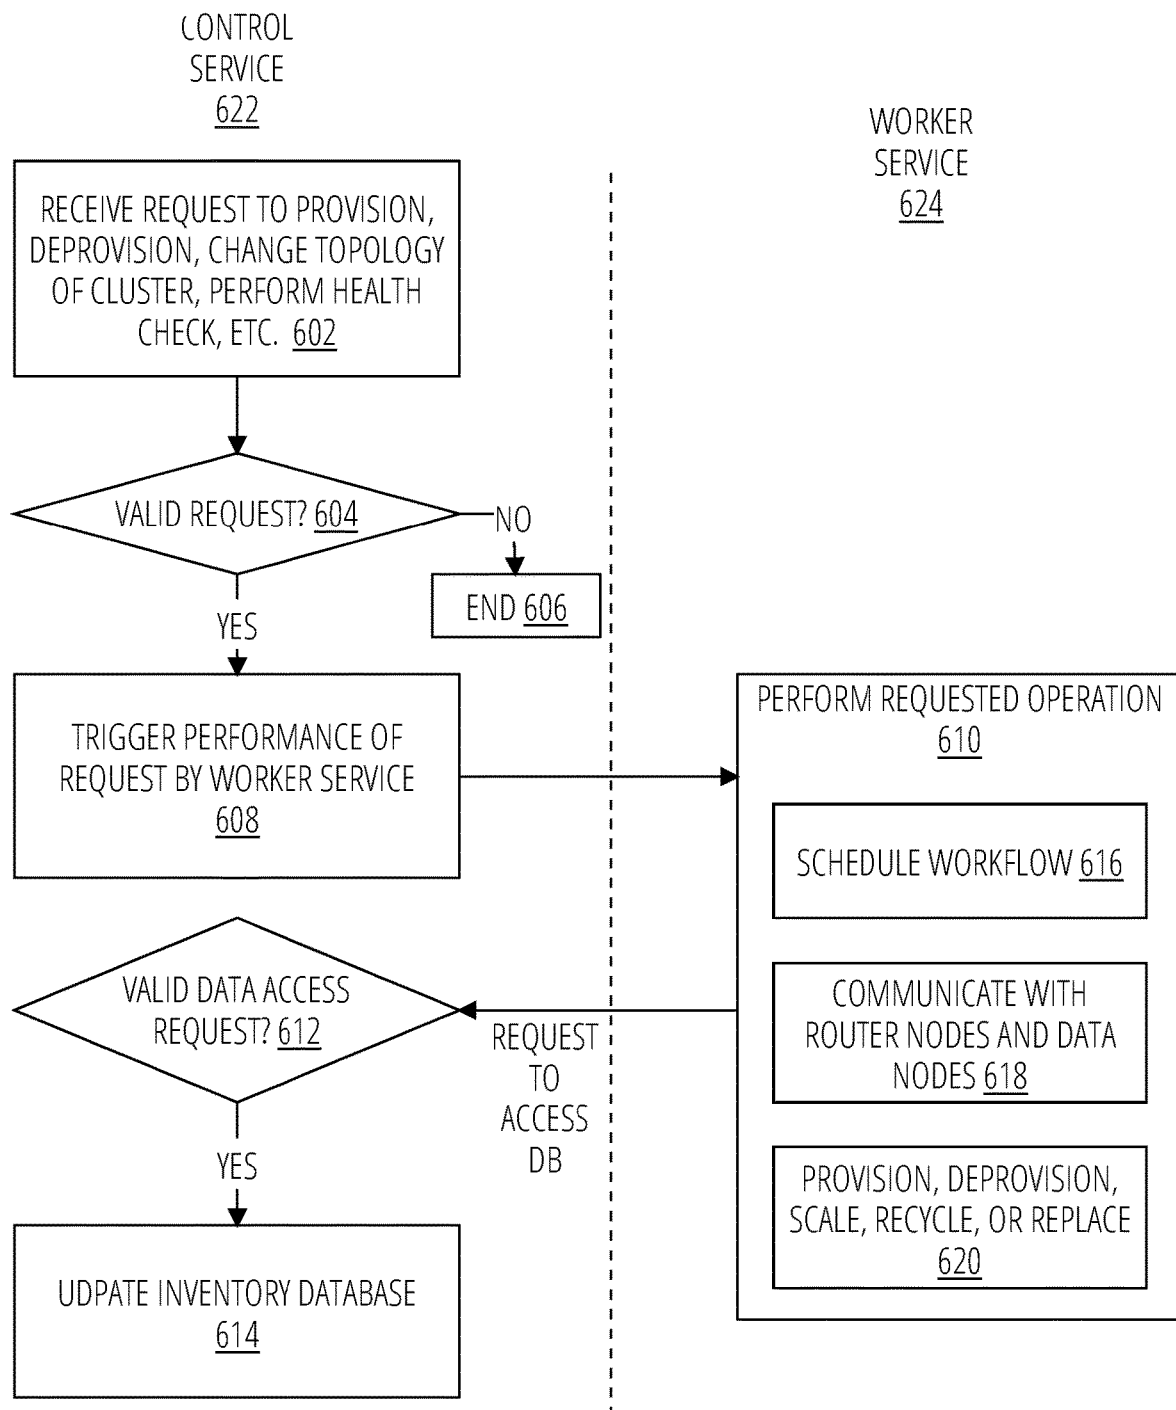 CONTROL
SERVICE
622
WORKER
SERVICE
624
RECEIVE REQUEST TO PROVISION,
DEPROVISION, CHANGE TOPOLOGY
OF CLUSTER, PERFORM HEALTH
CHECK, ETC. 602
VALID REQUEST? 604
NO
END 606
YES
TRIGGER PERFORMANCE OF
REQUEST BY WORKER SERVICE
608
PERFORM REQUESTED OPERATION
610
SCHEDULE WORKFLOW 616
COMMUNICATE WITH
ROUTER NODES AND DATA
NODES 618
PROVISION, DEPROVISION,
SCALE, RECYCLE, OR REPLACE
620
REQUEST
TO
ACCESS
DB
VALID DATA ACCESS
REQUEST? 612
YES
UDPATE INVENTORY DATABASE
614